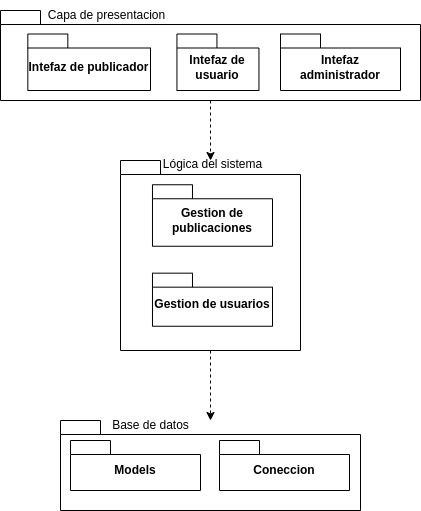 Capa de presentacion
Intefaz de publicador
Intefaz de
usuario
Intefaz
administrador
Lógica del sistema
Gestion de
publicaciones
Gestion de usuarios
Base de datos
Models
Coneccion